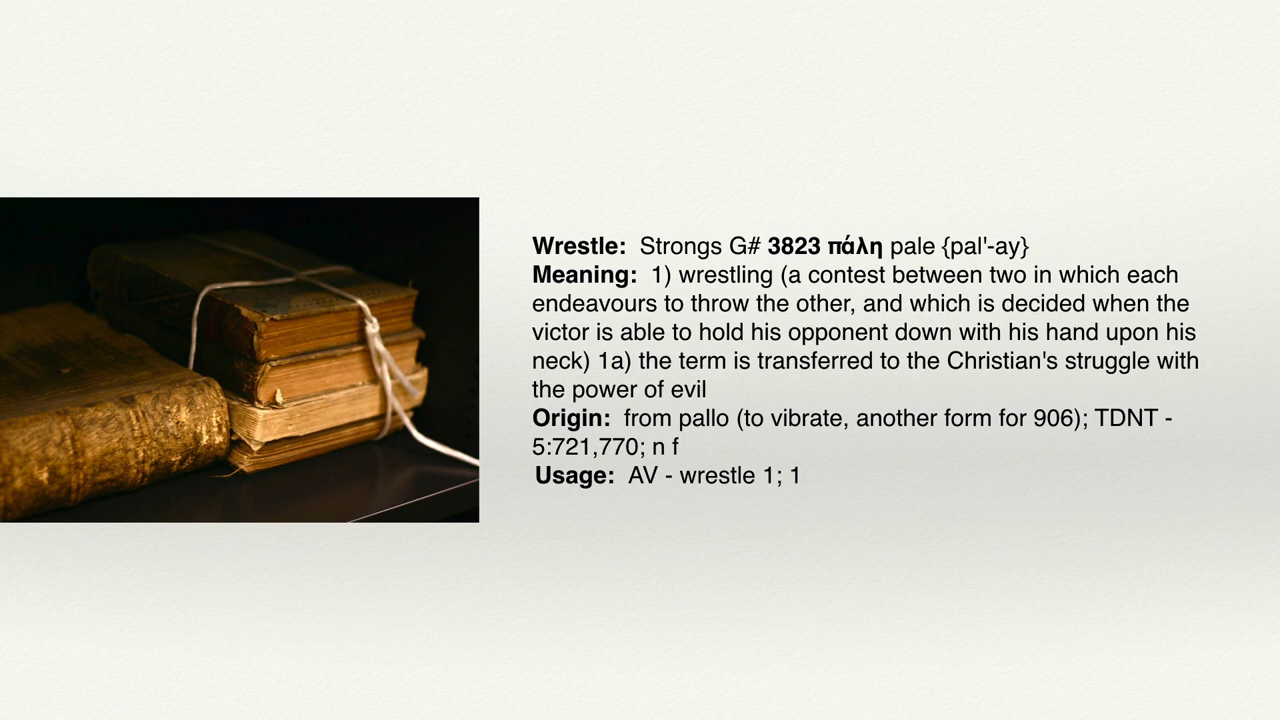 Wrestle:  Strongs G# 3823 πάλη pale {pal'-ay}
Meaning:  1) wrestling (a contest between two in which each
endeavours to throw the other, and which is decided when the
victor is able to hold his opponent down with his hand upon his
neck) 1a) the term is transferred to the Christian's struggle with
the power of evil
Origin:  from pallo (to vibrate, another form for 906); TDNT -
5:721,770; n f
Usage:  AV - wrestle 1; 1